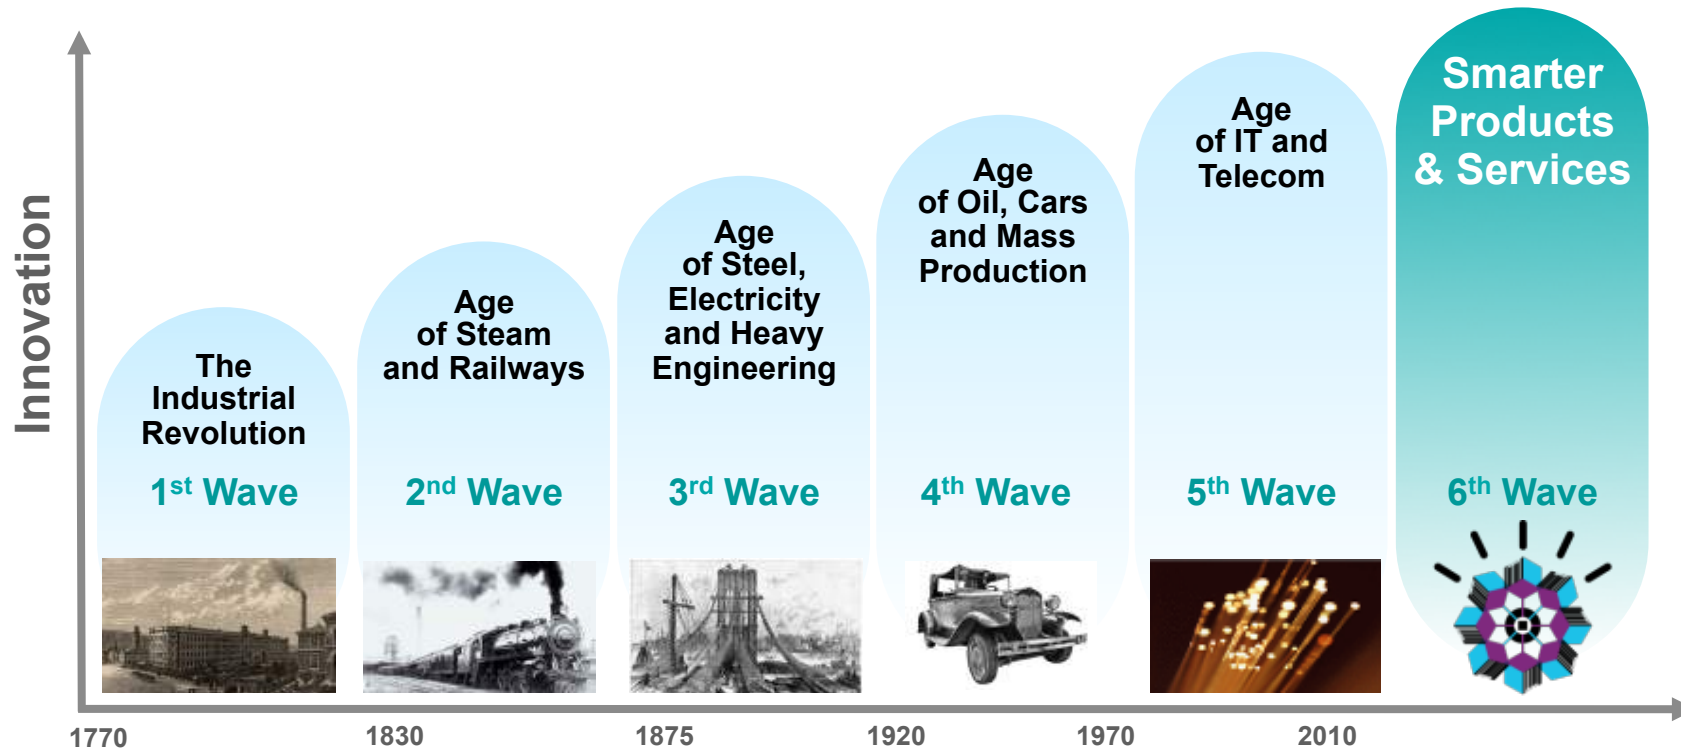 Innovation
The
Industrial
Revolution
1st Wave
Age
of Steam
and Railways
2nd Wave
Age
of Steel,
Electricity
and Heavy
Engineering
3rd Wave
Age
of Oil, Cars
and Mass
Production
4th Wave
Age
of IT and
Telecom
5th Wave
Smarter
Products
& Services
6th Wave
1770
1830
1875
1920
1970
2010